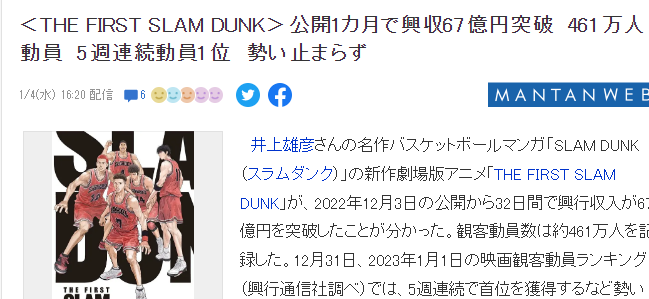 ＜THE FIRST SLAM DUNK＞ 公開1カ月で興収67億円突破　461万人
動員　5週連続動員1位　勢い止まらず
1/4(水) 16:20 配信
6
MANTANWEB
SLAM
DUNK
THE FIRST
SLAM
井上雄彦さんの名作バスケットボールマンガ「SLAM DUNK
（スラムダンク）」の新作劇場版アニメ「THE FIRST SLAM
DUNK」が、2022年12月3日の公開から32日間で興行収入が67
億円を突破したことが分かった。観客動員数は約461万人を記
録した。12月31日、2023年1月1日の映画観客動員ランキング
（興行通信社調べ）では、5週連続で首位を獲得するなど勢い